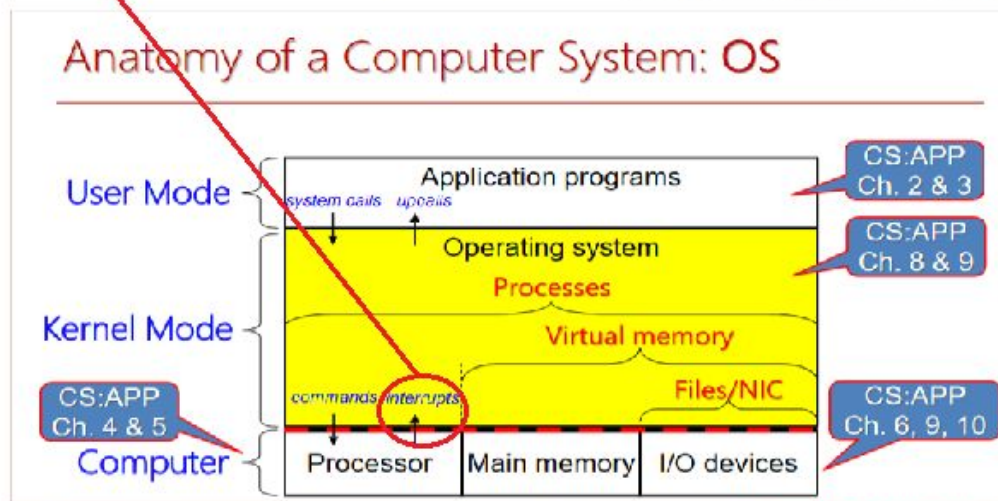 Anatomy of a Computer System: OS
User Mode
Application programs
system calls upcalls
CS:APP
Ch. 2 & 3
Operating system
CS:APP
Ch. 8 & 9
Processes
Kernel Mode
Virtual memory
Files/NIC
commands interrupts
CS:APP
Ch. 4 & 5
CS:APP
Ch. 6, 9, 10
Computer
Processor
Main memory
I/O devices